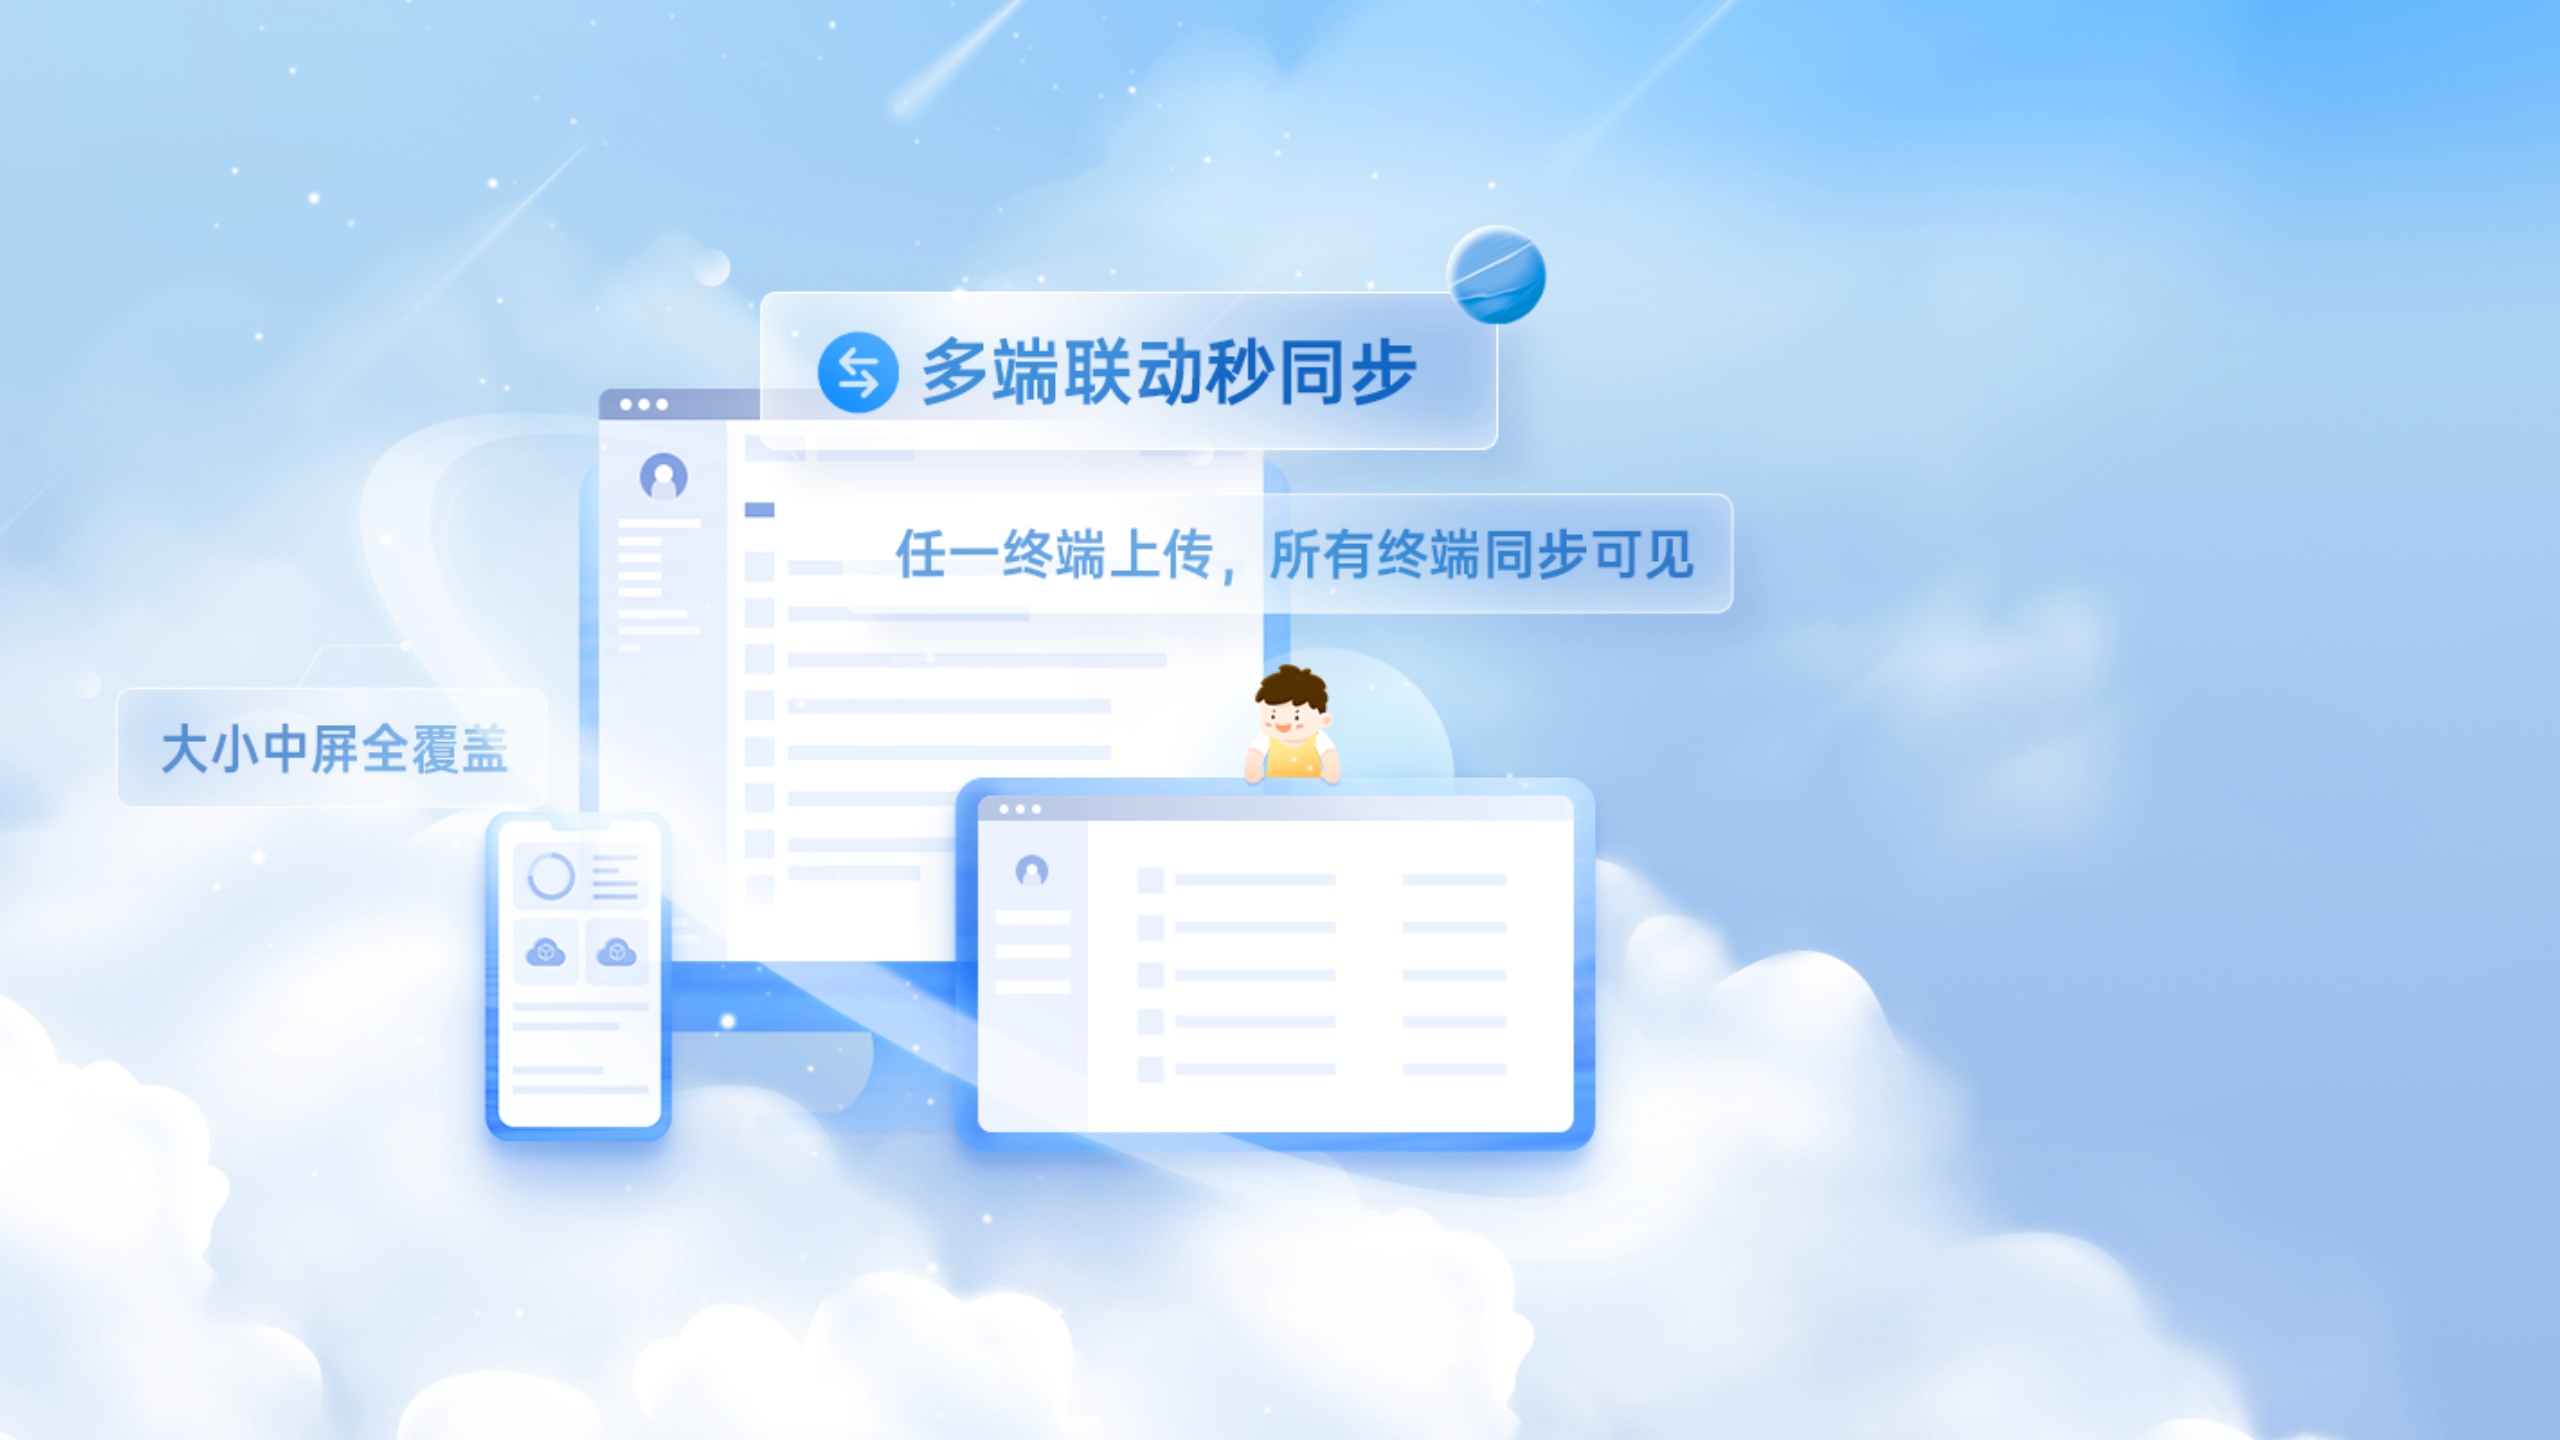 多端联动秒同步
任一终端上传，所有终端同步可见
大小中屏全覆盖